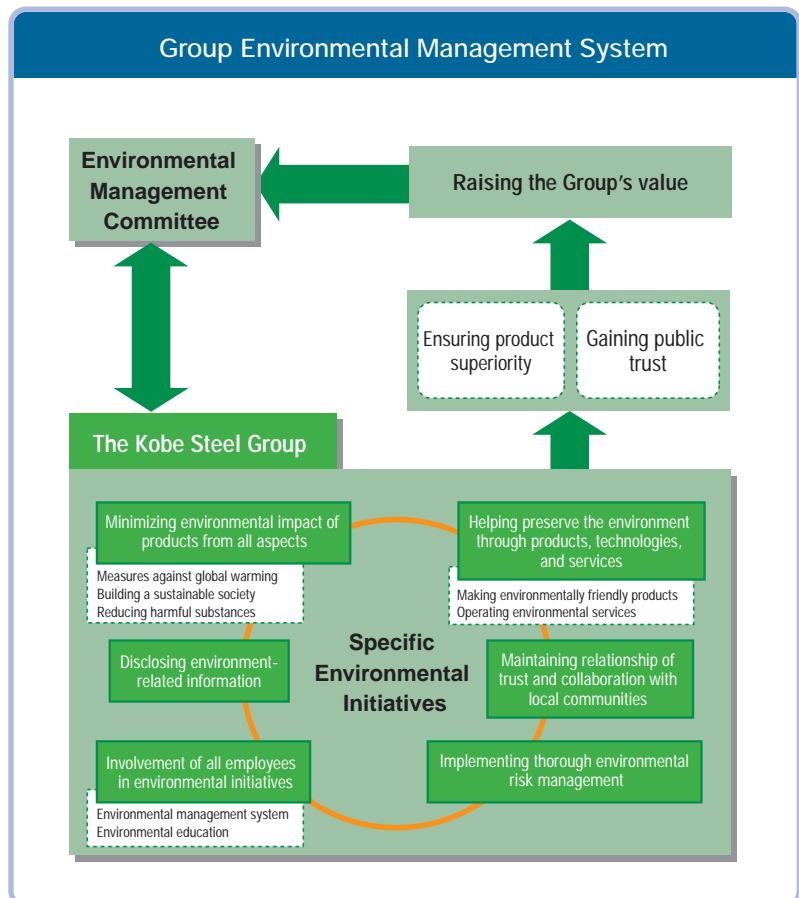 Group Environmental Management System
Environmental
Management
Committee
Raising the Group's value
Ensuring product
superiority
Gaining public
trust
The Kobe Steel Group
Minimizing environmental impact of
products from all aspects
Measures against global warming
Building a sustainable society
Reducing harmful substances
Helping preserve the environment
through products, technologies,
and services
Making environmentally friendly products
Operating environmental services
Specific
Environmental
Initiatives
Disclosing environment-
related information
Maintaining relationship of
trust and collaboration with
local communities
Involvement of all employees
in environmental initiatives
Environmental management system
Environmental education
Implementing thorough environmental
risk management